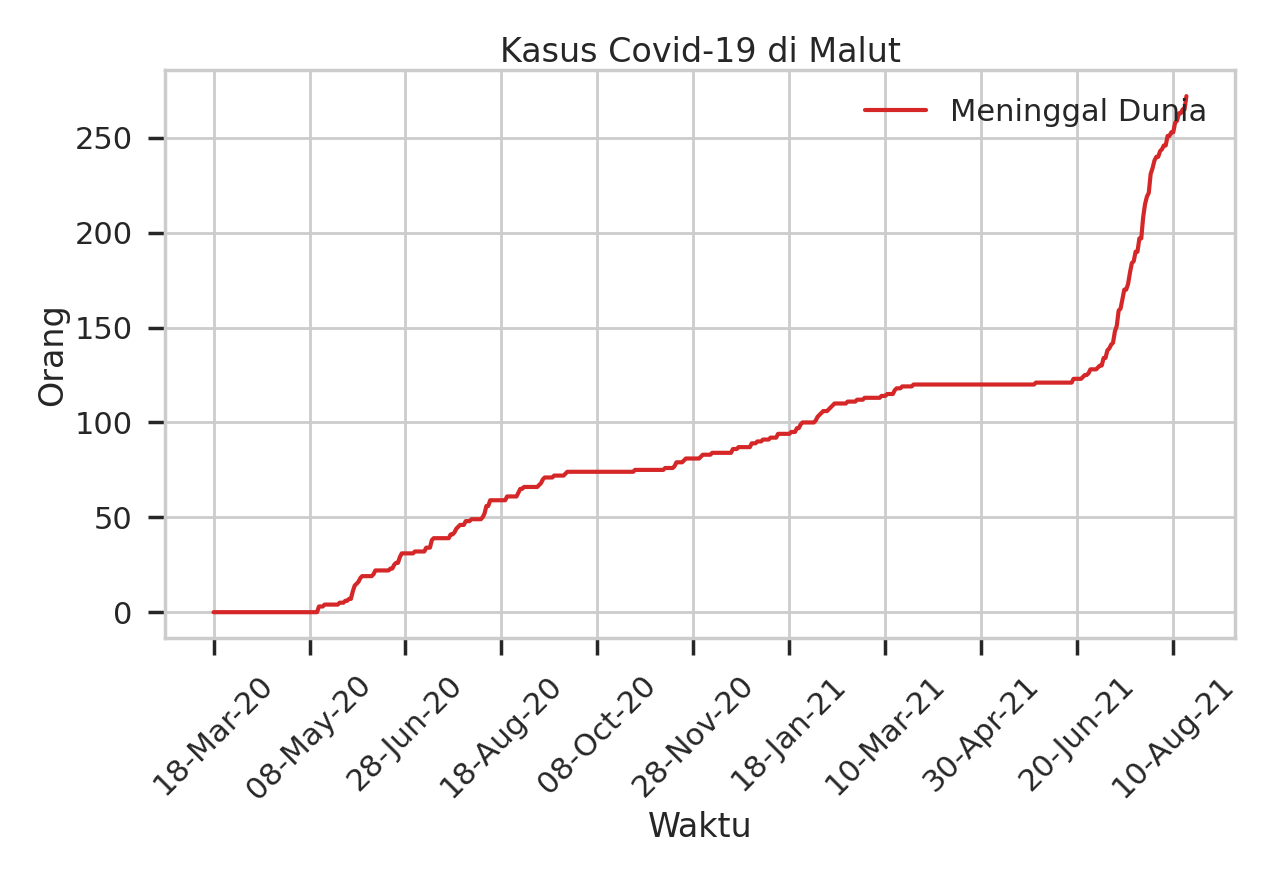 Kasus Covid-19 di Malut
Meninggal Dunia
Orang
250
200
150
100
50
0
18-Mar-20
08-May-20
28-Jun-20
18-Aug-20
08-Oct-20
28-Nov-20
18-Jan-21
10-Mar-21
30-Apr-21
20-Jun-21
10-Aug-21
Waktu